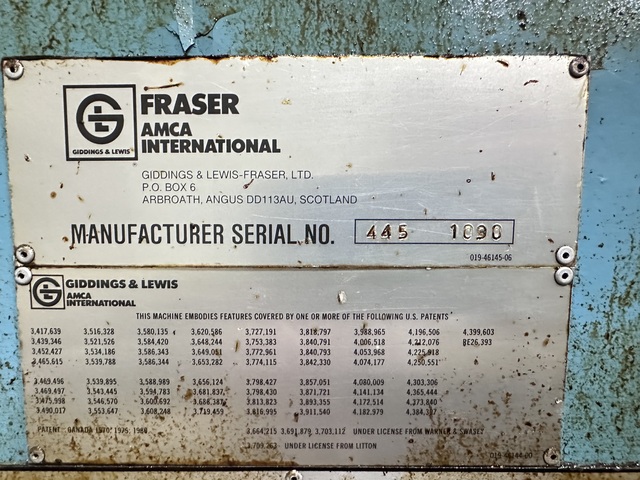 FRASER
AMCA
INTERNATIONAL
GIDDINGS & LEWIS
GIDDINGS & LEWIS-FRASER, LTD.
P.O. BOX 6
ARBROATH, ANGUS DD113AU, SCOTLAND
MANUFACTURER SERIAL NO. 445 1090
019-46145-06
GIDDINGS & LEWIS
AMCA
INTERNATIONAL
THIS MACHINE EMBODIES FEATURES COVERED BY ONE OR MORE OF THE FOLLOWING U.S. PATENTS
3,417,639 3,516,328 3,580,135 3,620,586 3,727,191 3,818,797 3,988,965 4,196,506 4,399,603
3,439,346 3,521,526 3,584,420 3,648,244 3,753,383 3,840,791 4,006,518 4,212,076 RE26,393
3,452,427 3,534,186 3,586,343 3,649,051 3,772,961 3,840,793 4,053,968 4,225,918
3,465,615 3,539,788 3,586,344 3,653,282 3,774,115 3,842,330 4,074,177 4,250,551
3,469,496 3,539,895 3,588,989 3,656,124 3,798,427 3,857,051 4,080,009 4,303,306
3,469,497 3,543,445 3,594,783 3,681,837 3,798,430 3,871,721 4,141,134 4,365,444
3,475,998 3,546,570 3,600,692 3,686,387 3,813,823 3,893,355 4,177,514 4,373,840
3,490,017 3,553,647 3,608,248 3,719,459 3,816,995 3,911,540 4,182,979 4,384,387
PATENT: CANADA 1970, 1975, 3,664,215 3,691,879, 3,703,112 UNDER LICENSE FROM WARNER & SWASEY
3,709,263 UNDER LICENSE FROM LITTON
019-46144-00